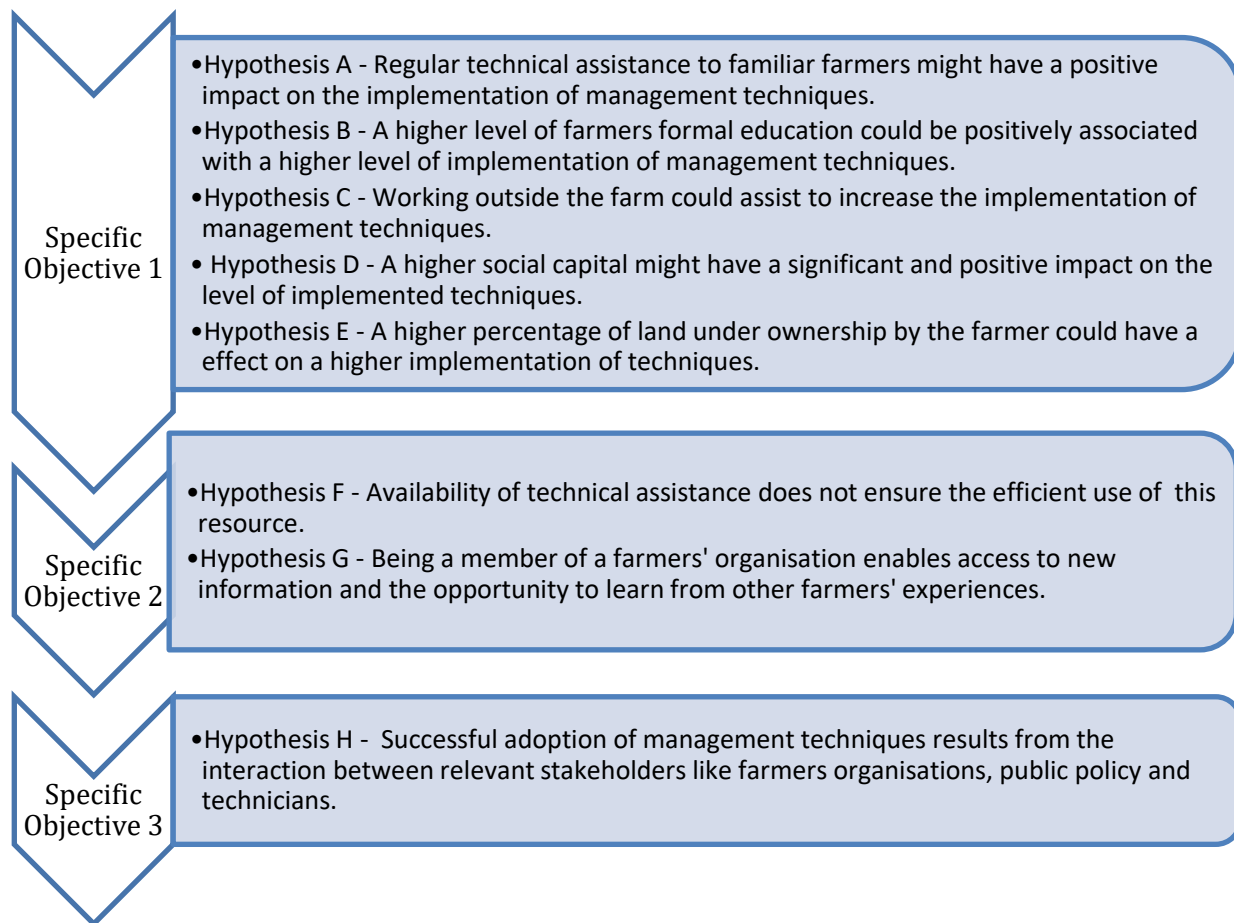 Specific
Objective 1
•Hypothesis A - Regular technical assistance to familiar farmers might have a positive
impact on the implementation of management techniques.
•Hypothesis B - A higher level of farmers formal education could be positively associated
with a higher level of implementation of management techniques.
•Hypothesis C - Working outside the farm could assist to increase the implementation of
management techniques.
• Hypothesis D - A higher social capital might have a significant and positive impact on the
level of implemented techniques.
•Hypothesis E - A higher percentage of land under ownership by the farmer could have a
effect on a higher implementation of techniques.
Specific
Objective 2
•Hypothesis F - Availability of technical assistance does not ensure the efficient use of this
resource.
•Hypothesis G - Being a member of a farmers' organisation enables access to new
information and the opportunity to learn from other farmers' experiences.
Specific
Objective 3
•Hypothesis H - Successful adoption of management techniques results from the
interaction between relevant stakeholders like farmers organisations, public policy and
technicians.